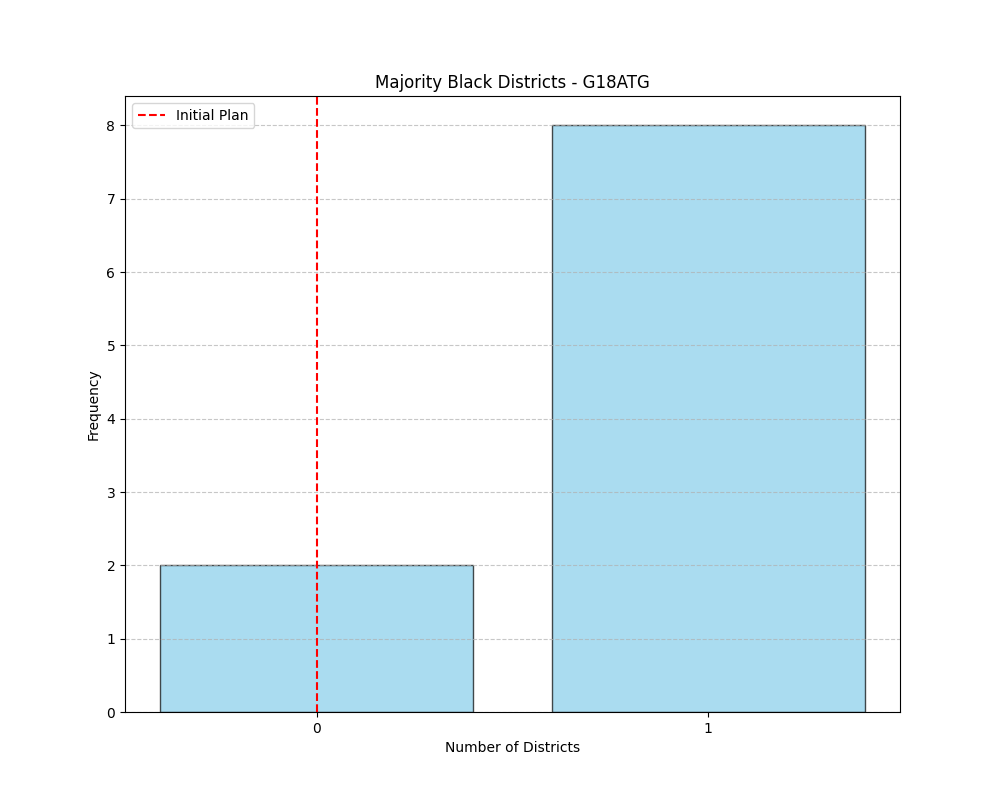 Majority Black Districts - G18ATG
Initial Plan
8
7
6
5
4
3
2
1
0
Frequency
0
1
Number of Districts